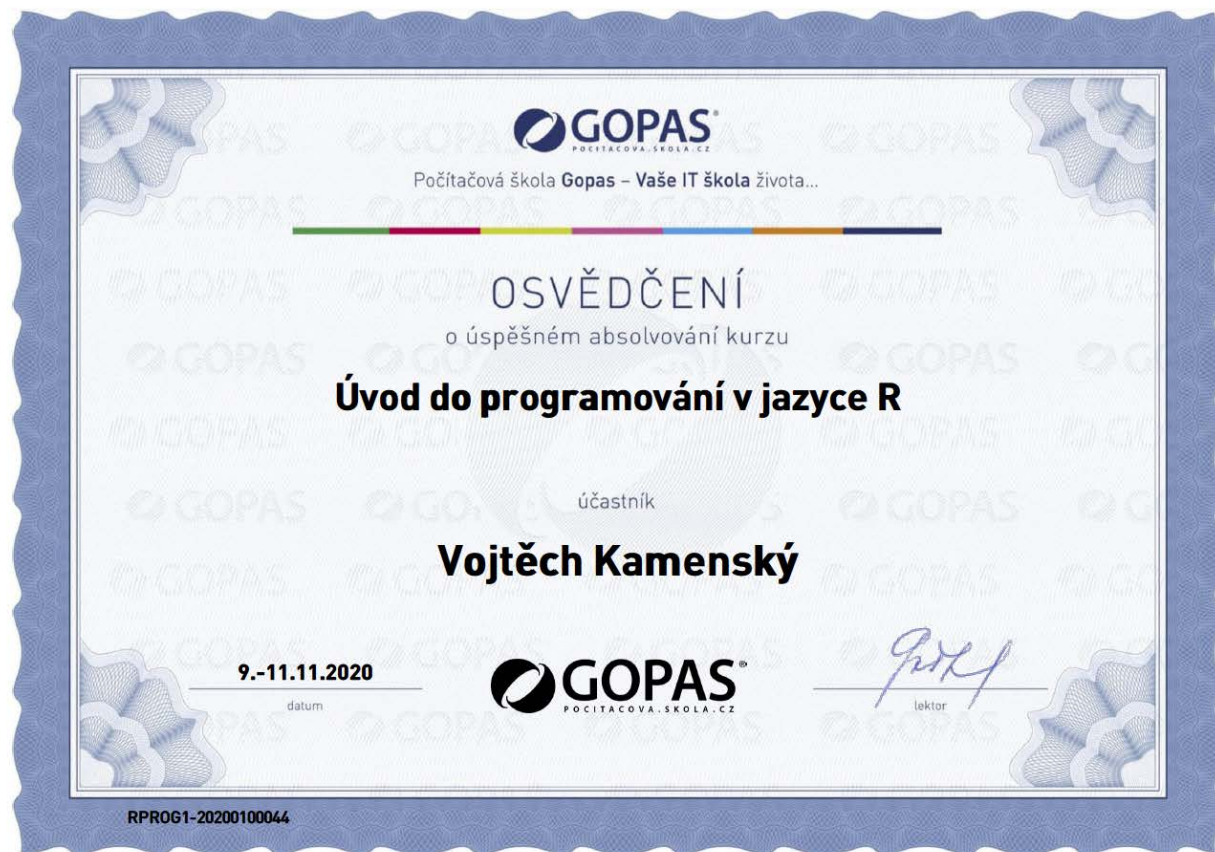 GOPAS
POCITACOVA.SKOLA.CZ
Počítačová škola Gopas – Vaše IT škola života...
OSVĚDČENÍ
o úspěšném absolvování kurzu
Úvod do programování v jazyce R
účastník
Vojtěch Kamenský
9.-11.11.2020
datum
GOPAS
POCITACOVA.SKOLA.CZ
lektor
RPROG1-20200100044